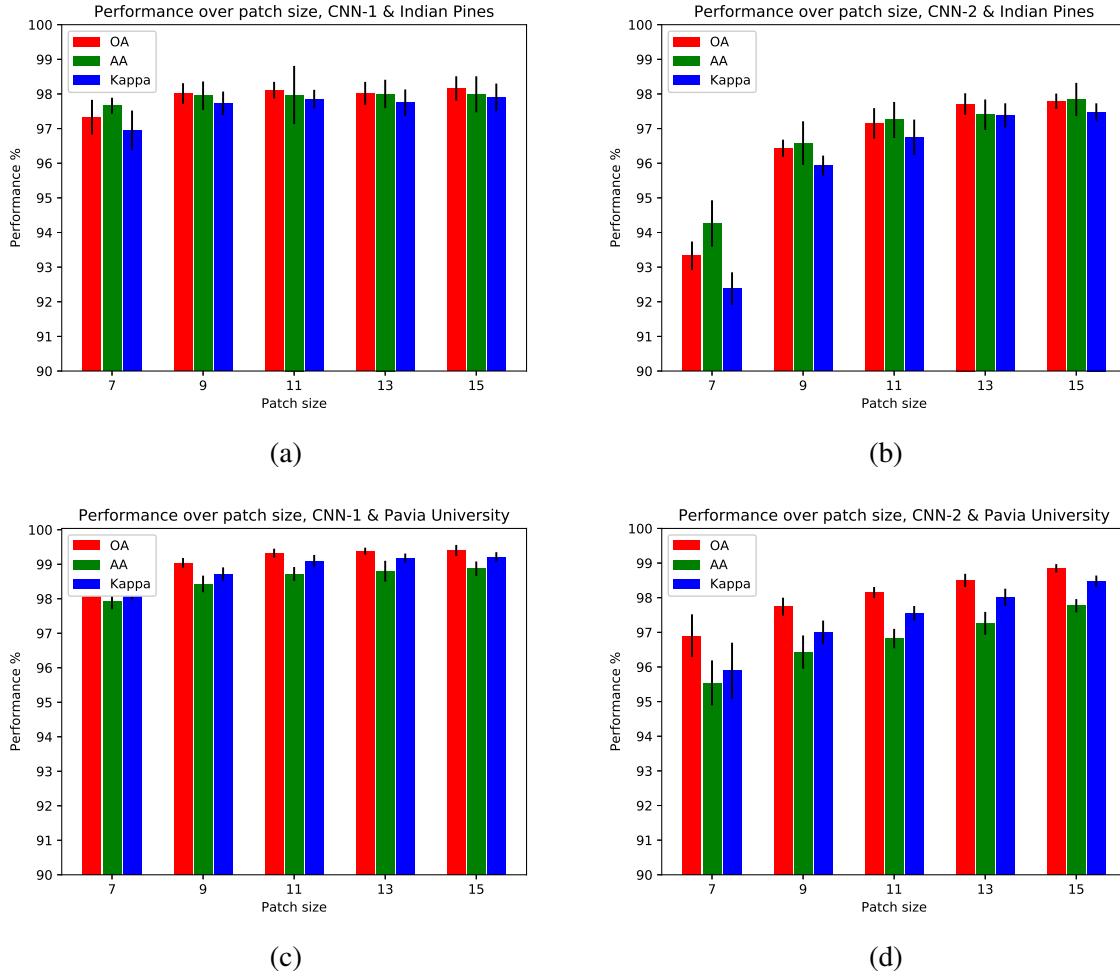 Performance over patch size, CNN-1 & Indian Pines
OA
AA
Kappa
100
99
98
97
96
95
94
93
92
91
90
Performance %
7 9 11 13 15
Patch size
(a)
Performance over patch size, CNN-2 & Indian Pines
OA
AA
Kappa
100
99
98
97
96
95
94
93
92
91
90
Performance %
7 9 11 13 15
Patch size
(b)
Performance over patch size, CNN-1 & Pavia University
OA
AA
Kappa
100
99
98
97
96
95
94
93
92
91
90
Performance %
7 9 11 13 15
Patch size
(c)
Performance over patch size, CNN-2 & Pavia University
OA
AA
Kappa
100
99
98
97
96
95
94
93
92
91
90
Performance %
7 9 11 13 15
Patch size
(d)